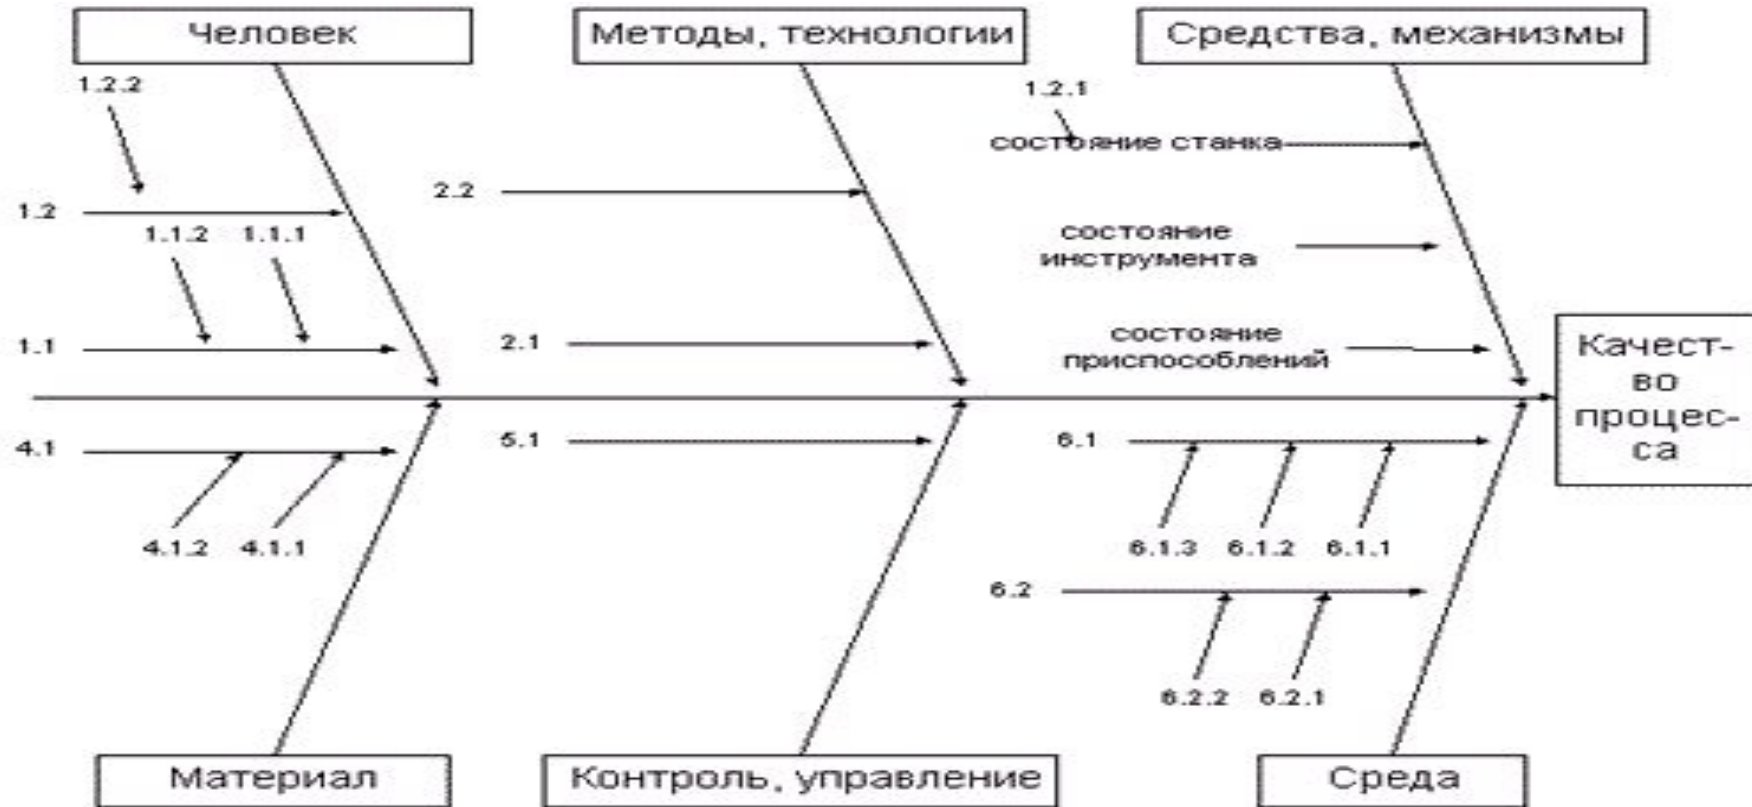 Человек
Методы, технологии
Средства, механизмы
1.2.2
1.2.1
состояние станка
2.2
1.2
1.1.2
1.1.1
состояние
инструмента
1.1
2.1
состояние
приспособлений
Качест-
во
процес-
са
4.1
5.1
6.1
4.1.2
4.1.1
6.1.3
6.1.2
6.1.1
6.2
6.2.2
6.2.1
Материал
Контроль, управление
Среда